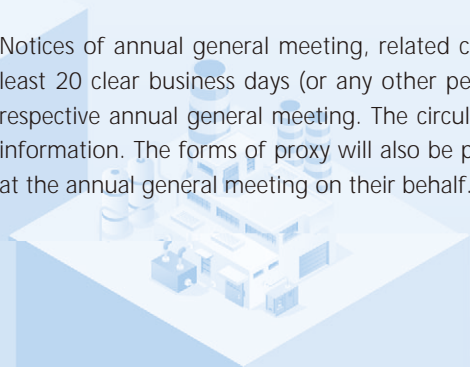 Notices of annual general meeting, related c
least 20 clear business days (or any other pe
respective annual general meeting. The circul
information. The forms of proxy will also be p
at the annual general meeting on their behalf.